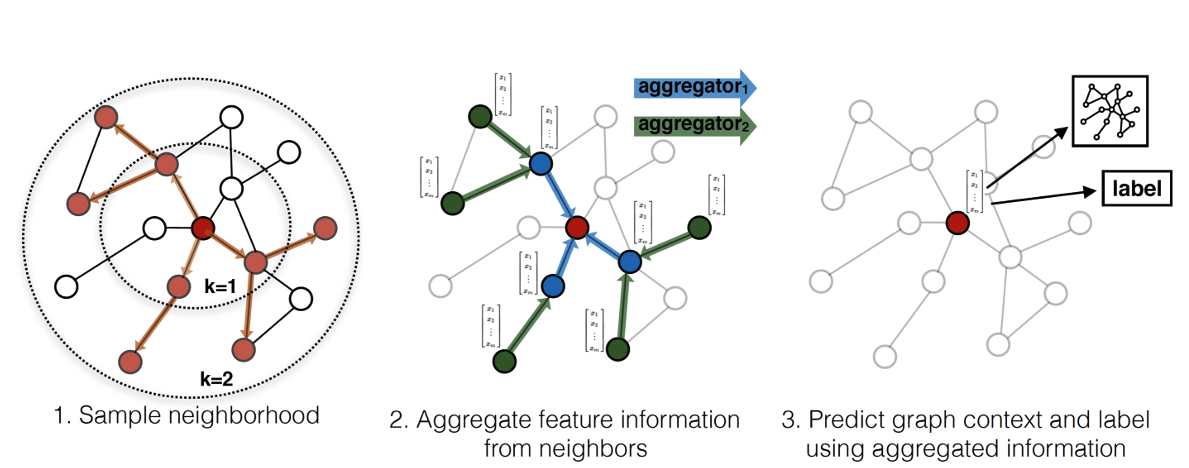 aggregator₁
aggregator₂
label
k=1
k=2
1. Sample neighborhood
2. Aggregate feature information
from neighbors
3. Predict graph context and label
using aggregated information